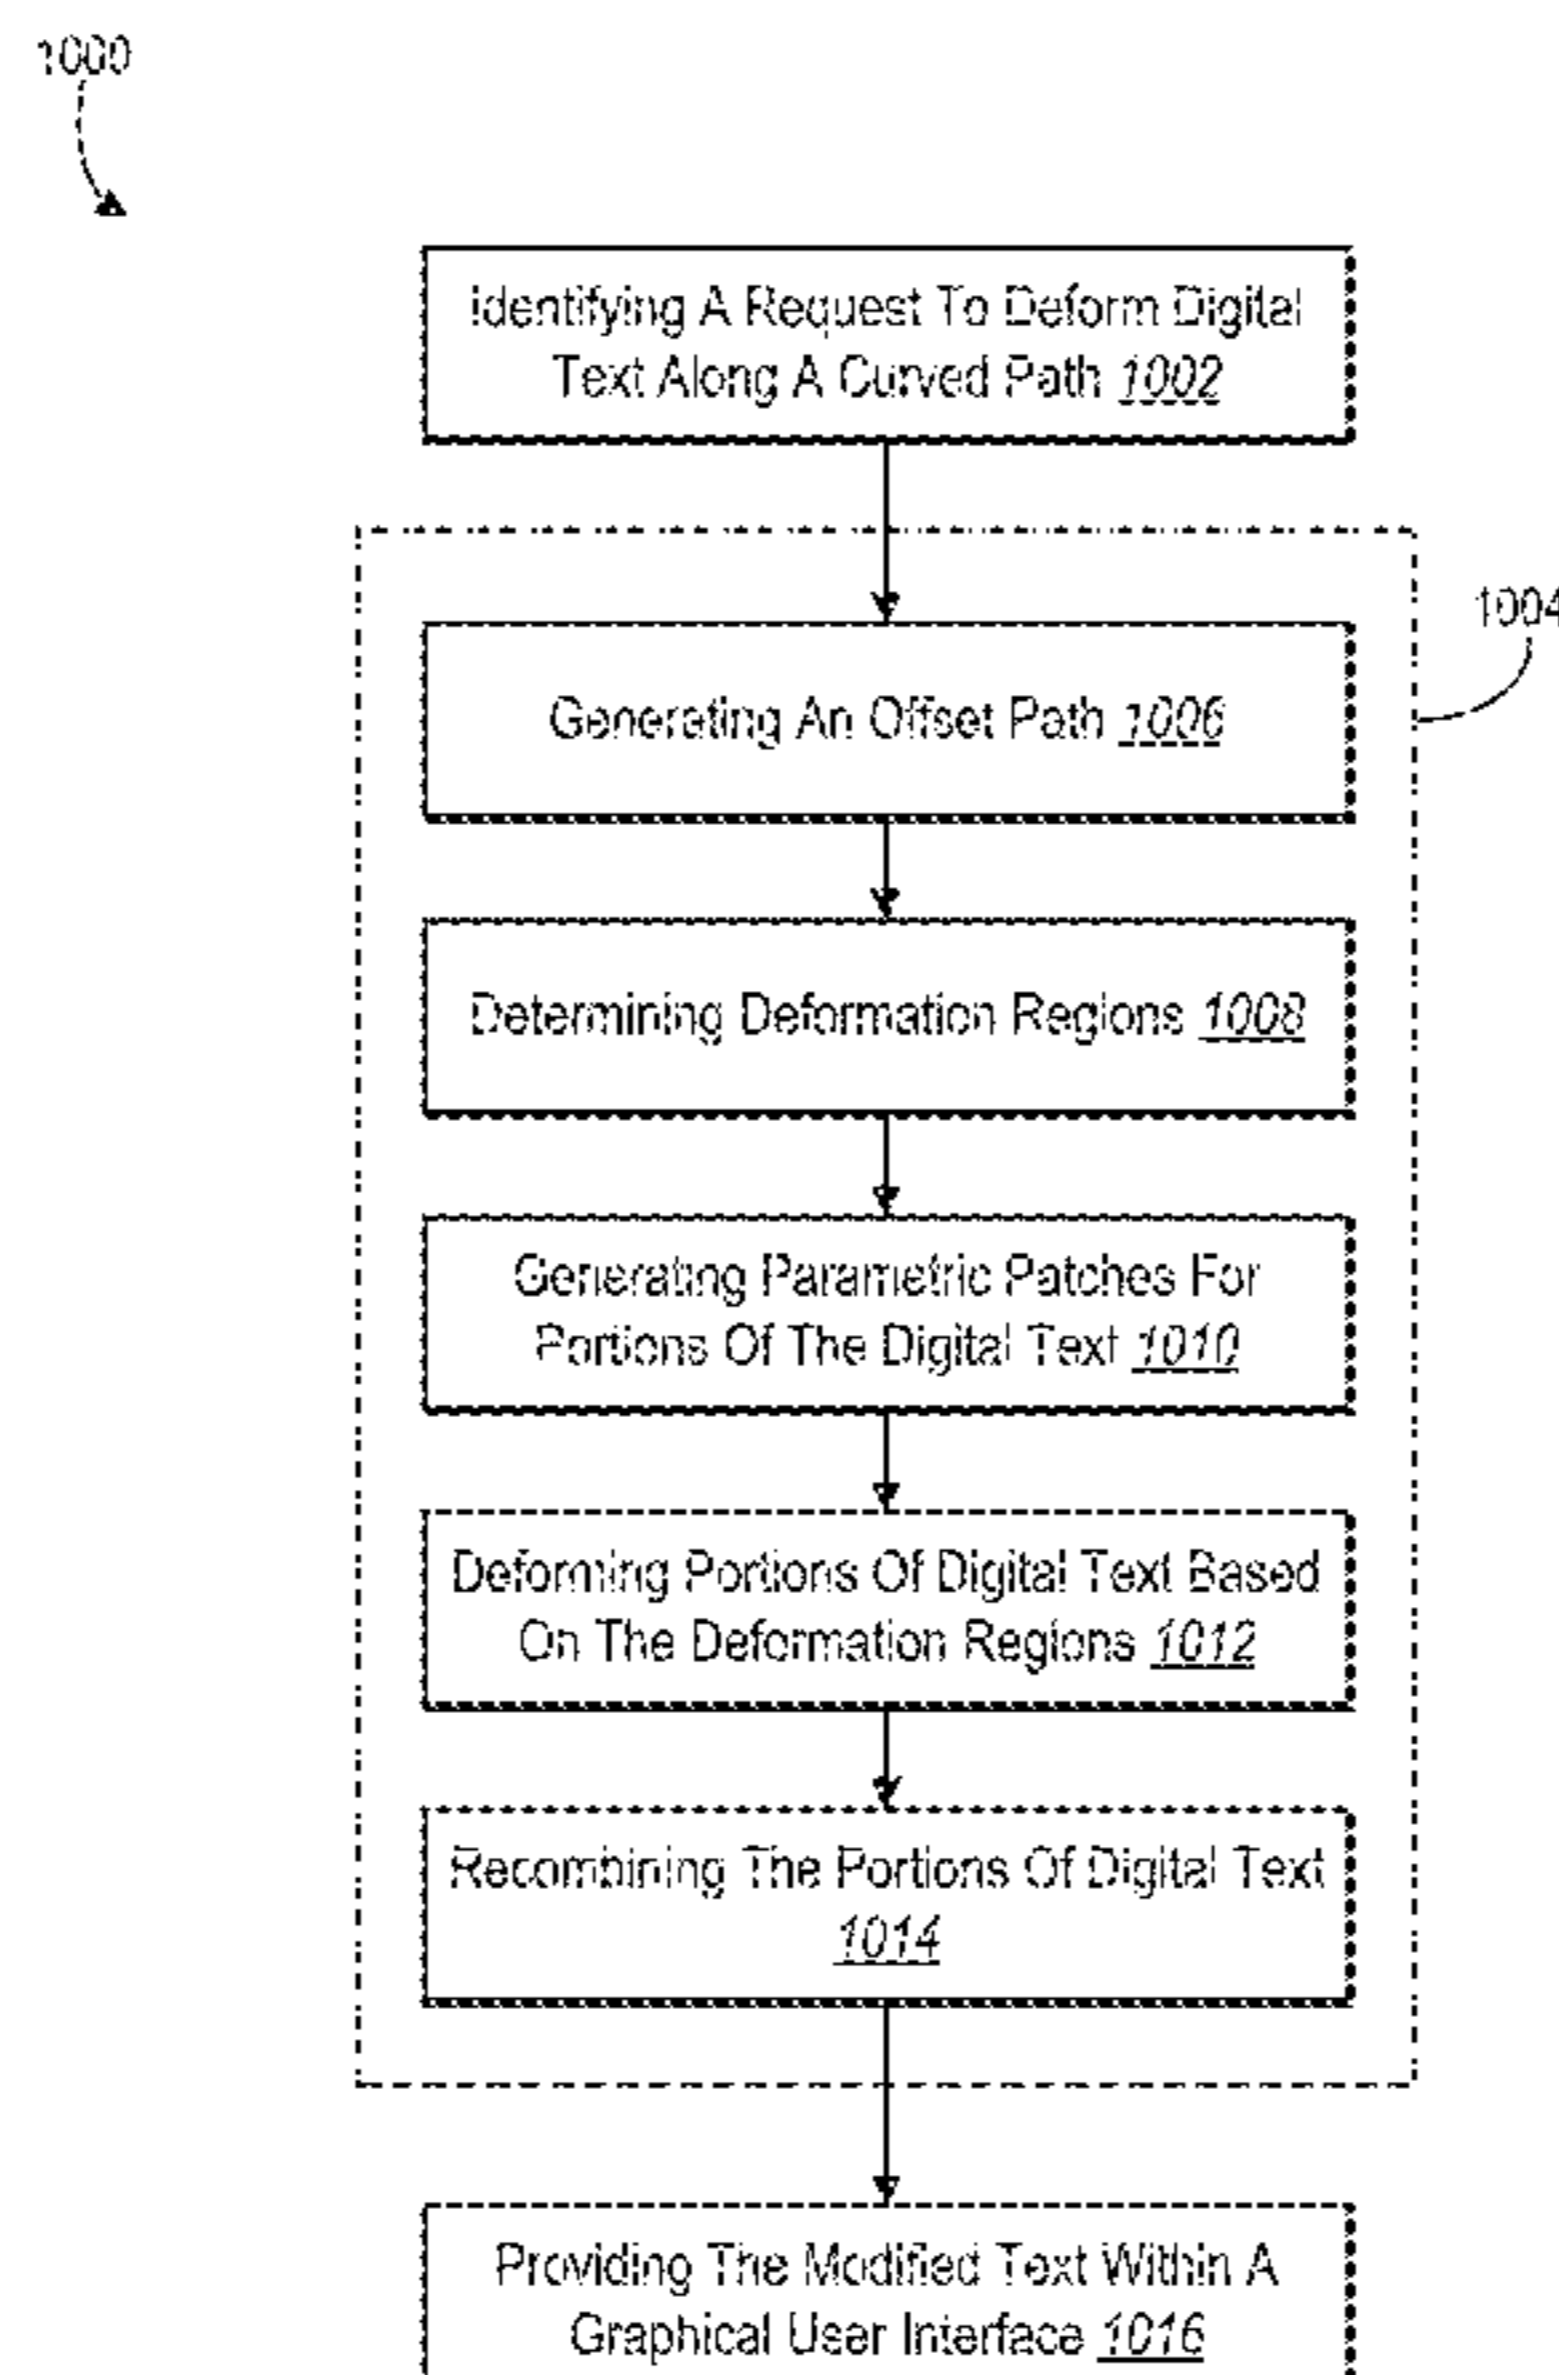 1000
Identifying A Request To Deform Digital
Text Along A Curved Path 1002
1004
Generating An Offset Path 1006
Determining Deformation Regions 1008
Generating Parametric Patches For
Portions Of The Digital Text 1010
Deforming Portions Of Digital Text Based
On The Deformation Regions 1012
Recombining The Portions Of Digital Text
1014
Providing The Modified Text Within A
Graphical User Interface 1016